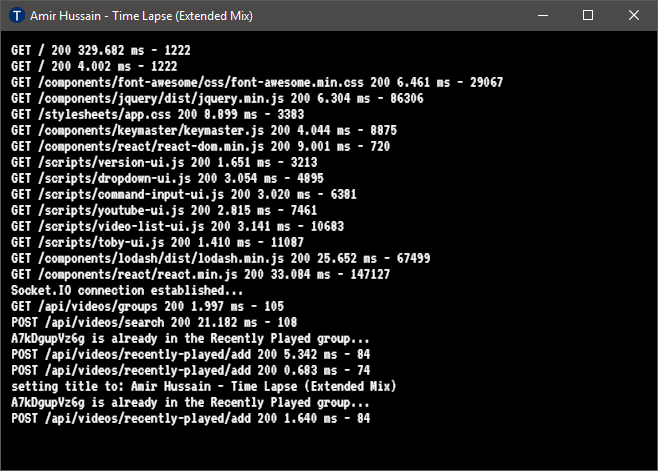 T Amir Hussain - Time Lapse (Extended Mix)
GET / 200 329.682 ms - 1222
GET / 200 4.002 ms - 1222
GET /components/font-awesome/css/font-awesome.min.css 200 6.461 ms - 29067
GET /components/jquery/dist/jquery.min.js 200 6.304 ms - 86306
GET /stylesheets/app.css 200 8.899 ms - 3383
GET /components/keymaster/keymaster.js 200 4.044 ms - 8875
GET /components/react/react-dom.min.js 200 9.001 ms - 720
GET /scripts/version-ui.js 200 1.651 ms - 3213
GET /scripts/dropdown-ui.js 200 3.054 ms - 4895
GET /scripts/command-input-ui.js 200 3.020 ms - 6381
GET /scripts/youtube-ui.js 200 2.815 ms - 7461
GET /scripts/video-list-ui.js 200 3.141 ms - 10683
GET /scripts/toby-ui.js 200 1.410 ms - 11087
GET /components/lodash/dist/lodash.min.js 200 25.652 ms - 67499
GET /components/react/react.min.js 200 33.084 ms - 147127
Socket.IO connection established...
GET /api/videos/groups 200 1.997 ms - 105
POST /api/videos/search 200 21.182 ms - 108
A7kDgupVz6g is already in the Recently Played group...
POST /api/videos/recently-played/add 200 5.342 ms - 84
POST /api/videos/recently-played/add 200 0.683 ms - 74
setting title to: Amir Hussain - Time Lapse (Extended Mix)
A7kDgupVz6g is already in the Recently Played group...
POST /api/videos/recently-played/add 200 1.640 ms - 84